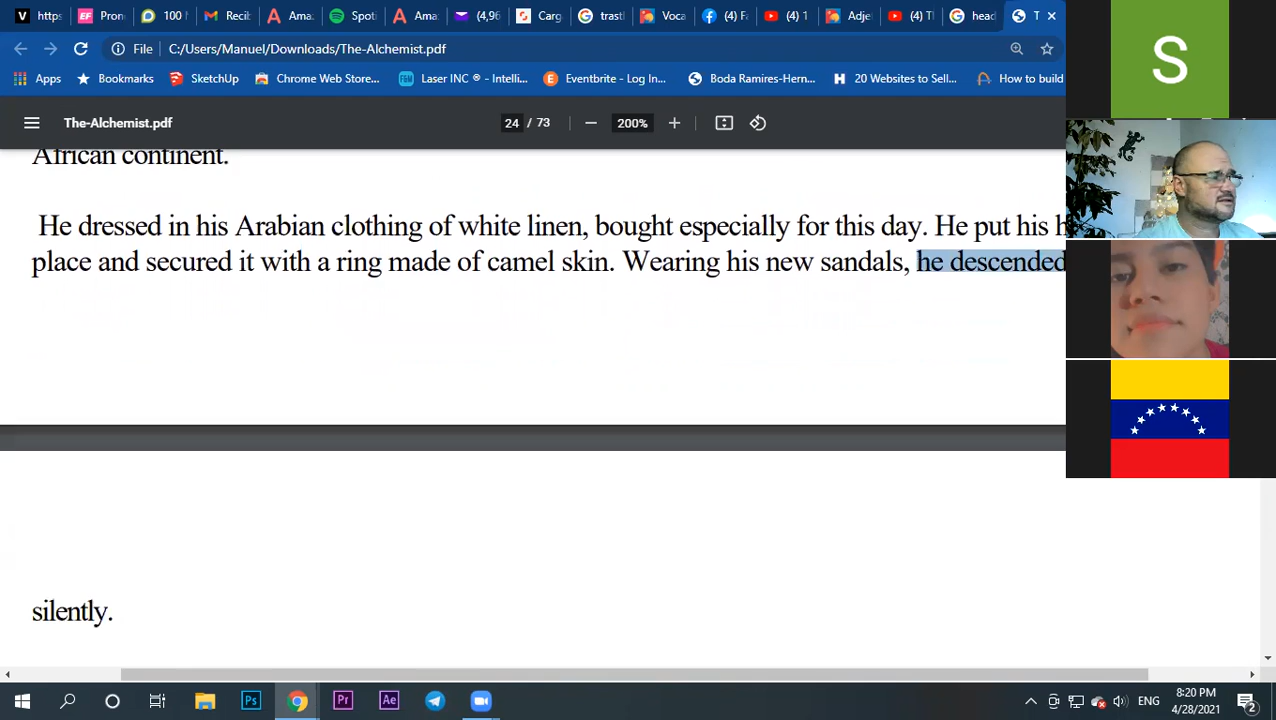 https
Pron
100
Recib
Ama
Spoti
Ama
(4,96
Carg
trastl
Voca
(4) F
(4) 1
Adje
(4) T
head
T
File C:/Users/Manuel/Downloads/The-Alchemist.pdf
Apps Bookmarks SketchUp Chrome Web Store... Laser INC ® - Intelli... Eventbrite - Log In... Boda Ramires-Hern... 20 Websites to Sell... How to build
The-Alchemist.pdf 24 / 73 200%
African continent.
He dressed in his Arabian clothing of white linen, bought especially for this day. He put his h
place and secured it with a ring made of camel skin. Wearing his new sandals, he descended
silently.
S
8:20 PM
ENG
4/28/2021
2